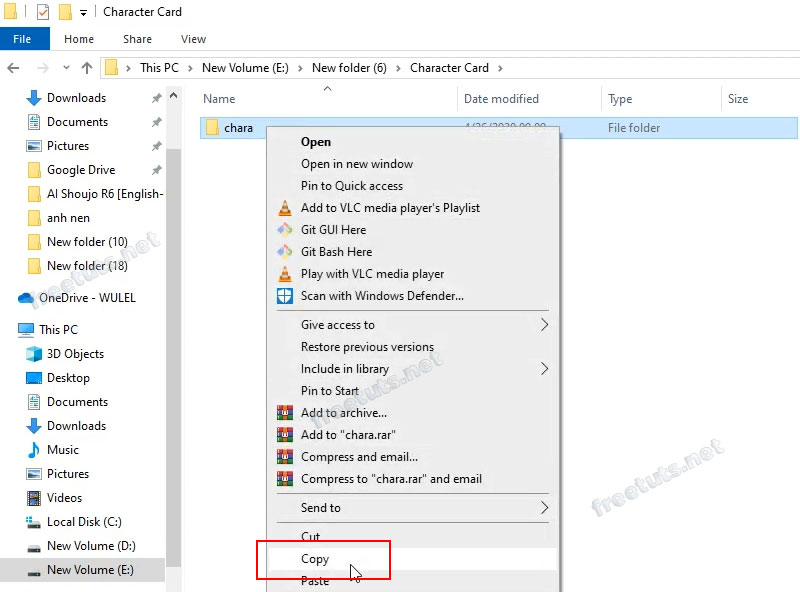 Character Card
File Home Share View
This PC > New Volume (E:) > New folder (6) > Character Card >
Name Date modified Type Size
chara File folder
Downloads
Documents
Pictures
Google Drive
AI Shoujo R6 [English-
anh nen
New folder (10)
New folder (18)
OneDrive - WULEL
This PC
3D Objects
Desktop
Documents
Downloads
Music
Pictures
Videos
Local Disk (C:)
New Volume (D:)
New Volume (E:)
Open
Open in new window
Pin to Quick access
Add to VLC media player's Playlist
Git GUI Here
Git Bash Here
Play with VLC media player
Scan with Windows Defender...
Give access to
Restore previous versions
Include in library
Pin to Start
Add to archive...
Add to "chara.rar"
Compress and email...
Compress to "chara.rar" and email
Send to
Cut
Copy
Paste
freetuts.net
freetuts.net
freetuts.net